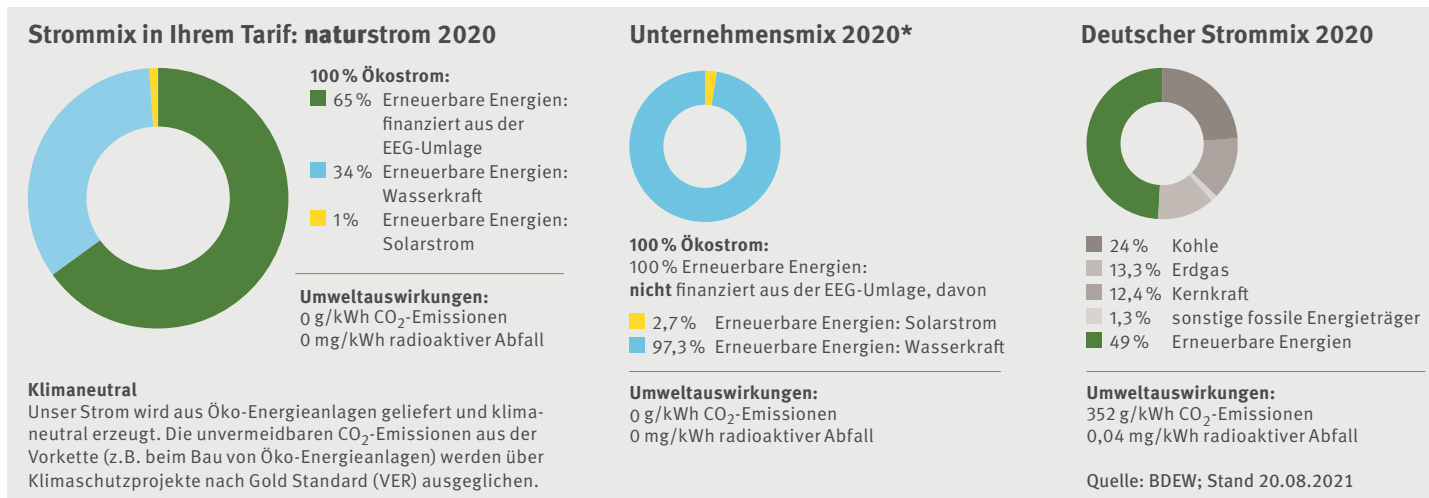 Strommix in Ihrem Tarif: naturstrom 2020
100 % Ökostrom:
65 % Erneuerbare Energien:
finanziert aus der
EEG-Umlage
34 % Erneuerbare Energien:
Wasserkraft
1 % Erneuerbare Energien:
Solarstrom
Umweltauswirkungen:
0 g/kWh CO₂-Emissionen
0 mg/kWh radioaktiver Abfall
Klimaneutral
Unser Strom wird aus Öko-Energieanlagen geliefert und klima-
neutral erzeugt. Die unvermeidbaren CO₂-Emissionen aus der
Vorkette (z.B. beim Bau von Öko-Energieanlagen) werden über
Klimaschutzprojekte nach Gold Standard (VER) ausgeglichen.
Unternehmensmix 2020*
100 % Ökostrom:
100 % Erneuerbare Energien:
nicht finanziert aus der EEG-Umlage, davon
2,7 % Erneuerbare Energien: Solarstrom
97,3 % Erneuerbare Energien: Wasserkraft
Umweltauswirkungen:
0 g/kWh CO₂-Emissionen
0 mg/kWh radioaktiver Abfall
Deutscher Strommix 2020
24 % Kohle
13,3 % Erdgas
12,4 % Kernkraft
1,3 % sonstige fossile Energieträger
49 % Erneuerbare Energien
Umweltauswirkungen:
352 g/kWh CO₂-Emissionen
0,04 mg/kWh radioaktiver Abfall
Quelle: BDEW; Stand 20.08.2021